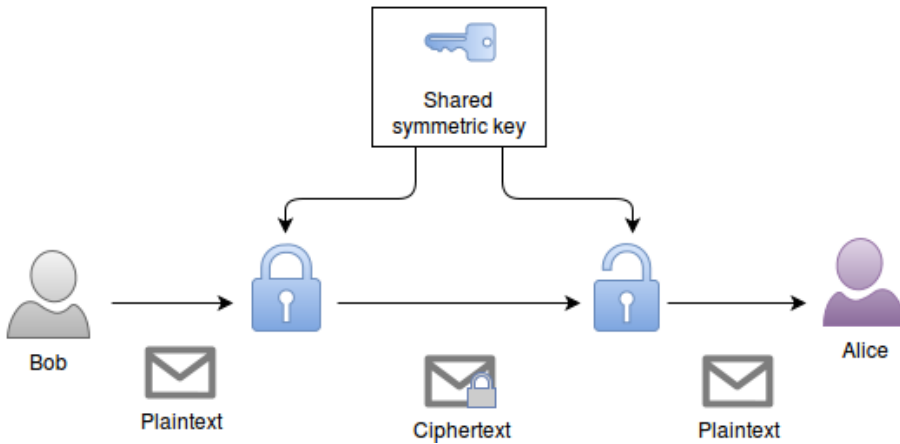 Shared
symmetric key
Bob
Alice
Plaintext
Ciphertext
Plaintext